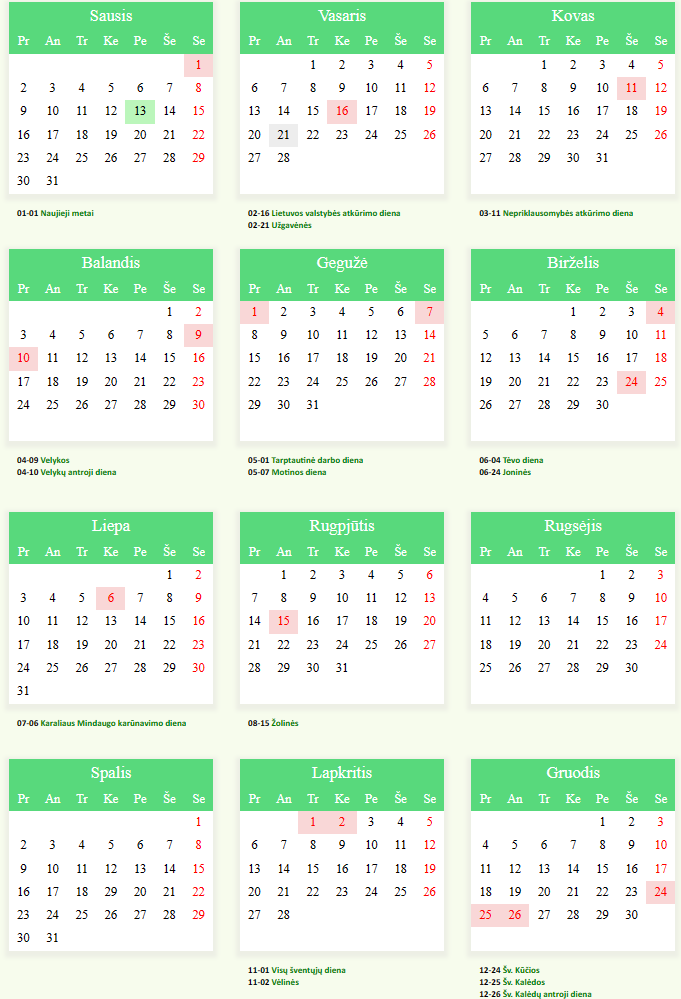 Sausis
Pr An Tr Ke Pe Še Se
1
2 3 4 5 6 7 8
9 10 11 12 13 14 15
16 17 18 19 20 21 22
23 24 25 26 27 28 29
30 31
01-01 Naujieji metai
Vasaris
Pr An Tr Ke Pe Še Se
1 2 3 4 5
6 7 8 9 10 11 12
13 14 15 16 17 18 19
20 21 22 23 24 25 26
27 28
02-16 Lietuvos valstybės atkūrimo diena
02-21 Užgavėnės
Kovas
Pr An Tr Ke Pe Še Se
1 2 3 4 5
6 7 8 9 10 11 12
13 14 15 16 17 18 19
20 21 22 23 24 25 26
27 28 29 30 31
03-11 Nepriklausomybės atkūrimo diena
Balandis
Pr An Tr Ke Pe Še Se
1 2
3 4 5 6 7 8 9
10 11 12 13 14 15 16
17 18 19 20 21 22 23
24 25 26 27 28 29 30
04-09 Velykos
04-10 Velykų antroji diena
Gegužė
Pr An Tr Ke Pe Še Se
1 2 3 4 5 6 7
8 9 10 11 12 13 14
15 16 17 18 19 20 21
22 23 24 25 26 27 28
29 30 31
05-01 Tarptautinė darbo diena
05-07 Motinos diena
Birželis
Pr An Tr Ke Pe Še Se
1 2 3 4
5 6 7 8 9 10 11
12 13 14 15 16 17 18
19 20 21 22 23 24 25
26 27 28 29 30
06-04 Tėvo diena
06-24 Joninės
Liepa
Pr An Tr Ke Pe Še Se
1 2
3 4 5 6 7 8 9
10 11 12 13 14 15 16
17 18 19 20 21 22 23
24 25 26 27 28 29 30
31
07-06 Karaliaus Mindaugo karūnavimo diena
Rugpjūtis
Pr An Tr Ke Pe Še Se
1 2 3 4 5 6
7 8 9 10 11 12 13
14 15 16 17 18 19 20
21 22 23 24 25 26 27
28 29 30 31
08-15 Žolinės
Rugsėjis
Pr An Tr Ke Pe Še Se
1 2 3
4 5 6 7 8 9 10
11 12 13 14 15 16 17
18 19 20 21 22 23 24
25 26 27 28 29 30
Spalis
Pr An Tr Ke Pe Še Se
1
2 3 4 5 6 7 8
9 10 11 12 13 14 15
16 17 18 29 20 21 22
23 24 25 26 27 28 29
30 31
Lapkritis
Pr An Tr Ke Pe Še Se
1 2 3 4 5
6 7 8 9 10 11 12
13 14 15 16 17 18 19
20 21 22 23 24 25 26
27 28
11-01 Visų šventųjų diena
11-02 Vėlinės
Gruodis
Pr An Tr Ke Pe Še Se
1 2 3
4 5 6 7 8 9 10
11 12 13 14 15 16 17
18 19 20 21 22 23 24
25 26 27 28 29 30
12-24 Šv. Kūčios
12-25 Šv. Kalėdos
12-26 Šv. Kalėdų antroji diena